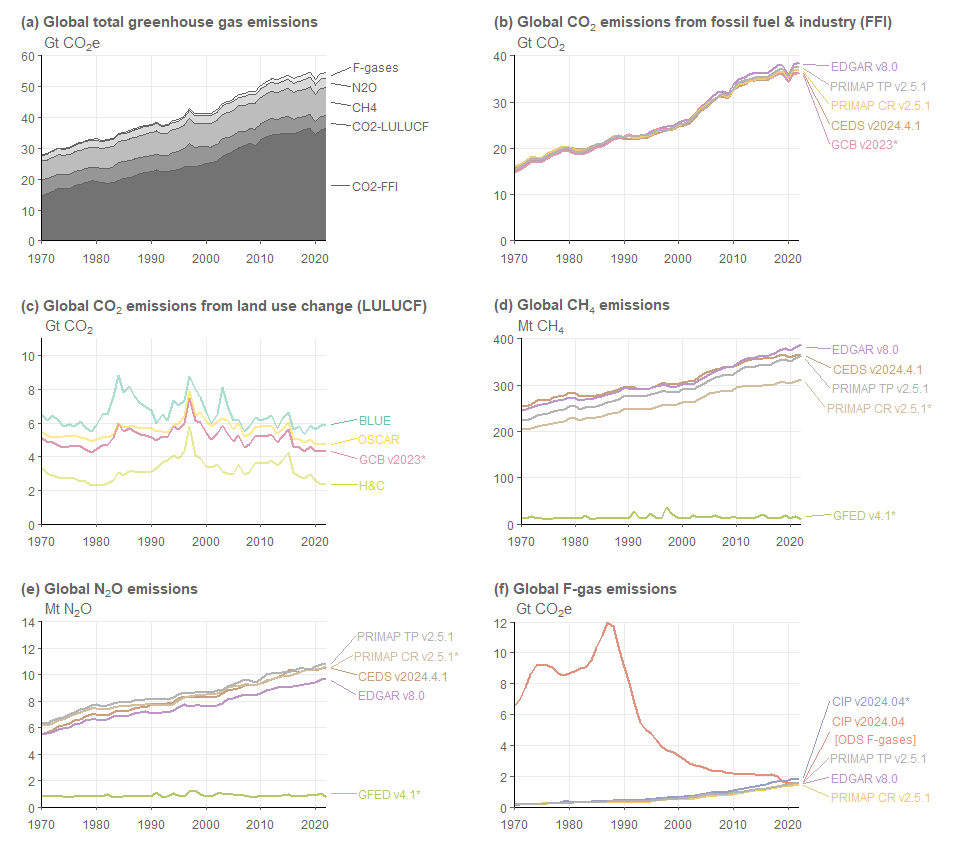 (a) Global total greenhouse gas emissions
Gt CO2e
60
50
40
30
20
10
0
1970 1980 1990 2000 2010 2020
F-gases
N2O
CH4
CO2-LULUCF
CO2-FFI
(b) Global CO2 emissions from fossil fuel & industry (FFI)
Gt CO2
40
30
20
10
0
1970 1980 1990 2000 2010 2020
EDGAR v8.0
PRIMAP TP v2.5.1
PRIMAP CR v2.5.1
CEDS v2024.4.1
GCB v2023*
(c) Global CO2 emissions from land use change (LULUCF)
Gt CO2
10
8
6
4
2
0
1970 1980 1990 2000 2010 2020
BLUE
OSCAR
GCB v2023*
H&C
(d) Global CH4 emissions
Mt CH4
400
300
200
100
0
1970 1980 1990 2000 2010 2020
EDGAR v8.0
CEDS v2024.4.1
PRIMAP TP v2.5.1
PRIMAP CR v2.5.1*
GFED v4.1*
(e) Global N2O emissions
Mt N2O
14
12
10
8
6
4
2
0
1970 1980 1990 2000 2010 2020
PRIMAP TP v2.5.1
PRIMAP CR v2.5.1*
CEDS v2024.4.1
EDGAR v8.0
GFED v4.1*
(f) Global F-gas emissions
Gt CO2e
12
10
8
6
4
2
0
1970 1980 1990 2000 2010 2020
CIP v2024.04*
CIP v2024.04
[ODS F-gases]
PRIMAP TP v2.5.1
EDGAR v8.0
PRIMAP CR v2.5.1